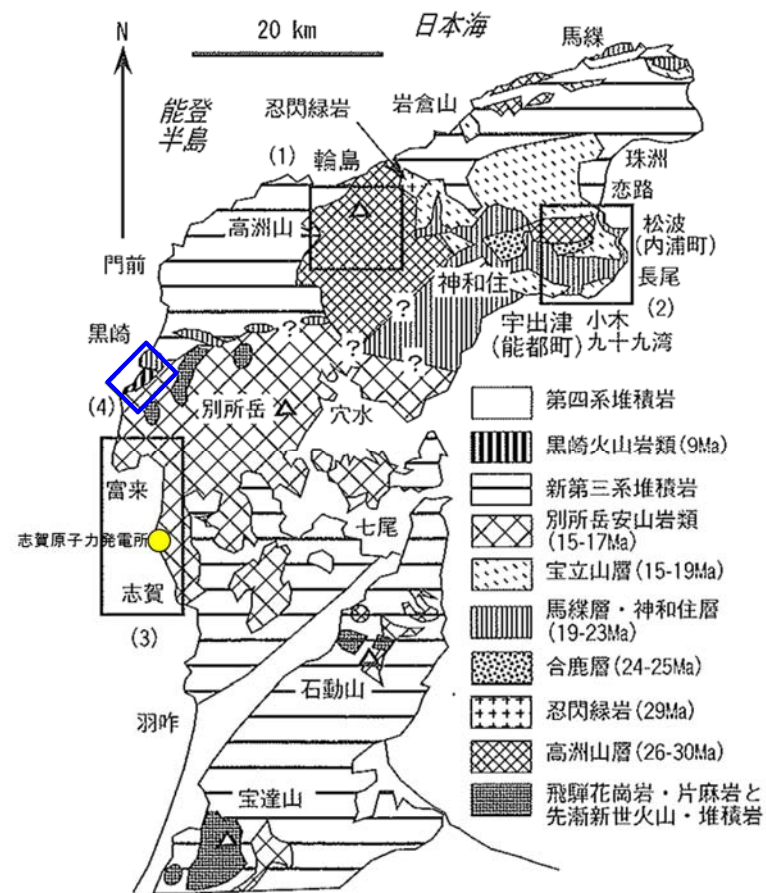 N
20 km
日本海
能登
半島
馬緤
岩倉山
忍閃緑岩
(1)
輪島
珠洲
恋路
高洲山
松波
(内浦町)
門前
神和住
長尾
(2)
宇出津
(能都町)
小木
九十九湾
黒崎
?
?
?
?
(4)
別所岳
穴水
富来
志賀原子力発電所
七尾
志賀
(3)
石動山
羽咋
宝達山
第四系堆積岩
黒崎火山岩類(9Ma)
新第三系堆積岩
別所岳安山岩類
(15-17Ma)
宝立山層(15-19Ma)
馬緤層・神和住層
(19-23Ma)
合鹿層(24-25Ma)
忍閃緑岩(29Ma)
高洲山層(26-30Ma)
飛騨花崗岩・片麻岩と
先漸新世火山・堆積岩